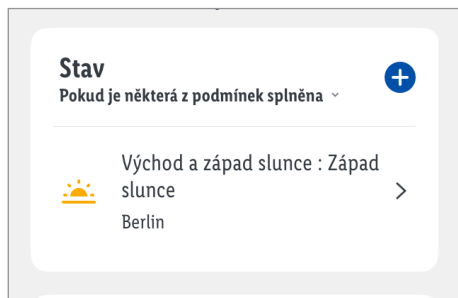 Stav
Pokud je některá z podmínek splněna
Východ a západ slunce : Západ
slunce
Berlin